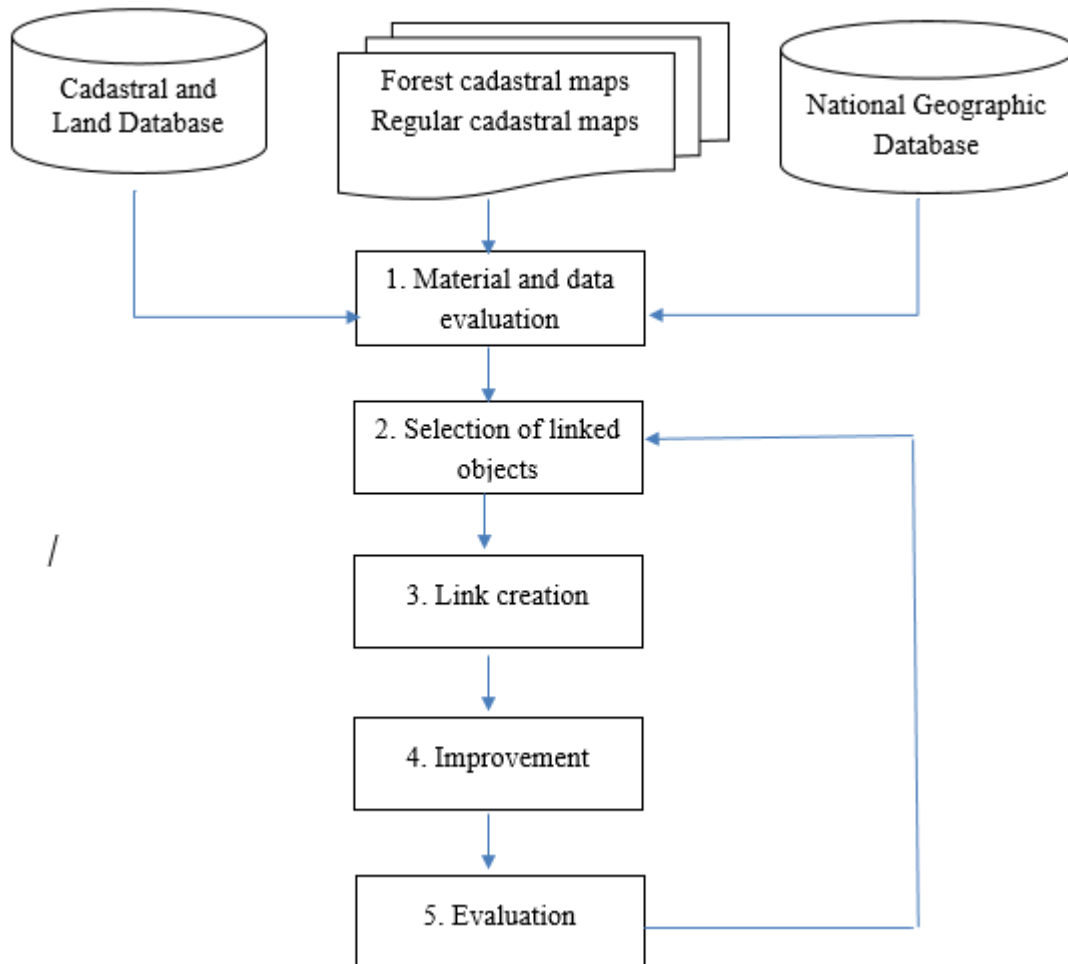 Cadastral and
Land Database
Forest cadastral maps
Regular cadastral maps
National Geographic
Database
1. Material and data
evaluation
2. Selection of linked
objects
/
3. Link creation
4. Improvement
5. Evaluation